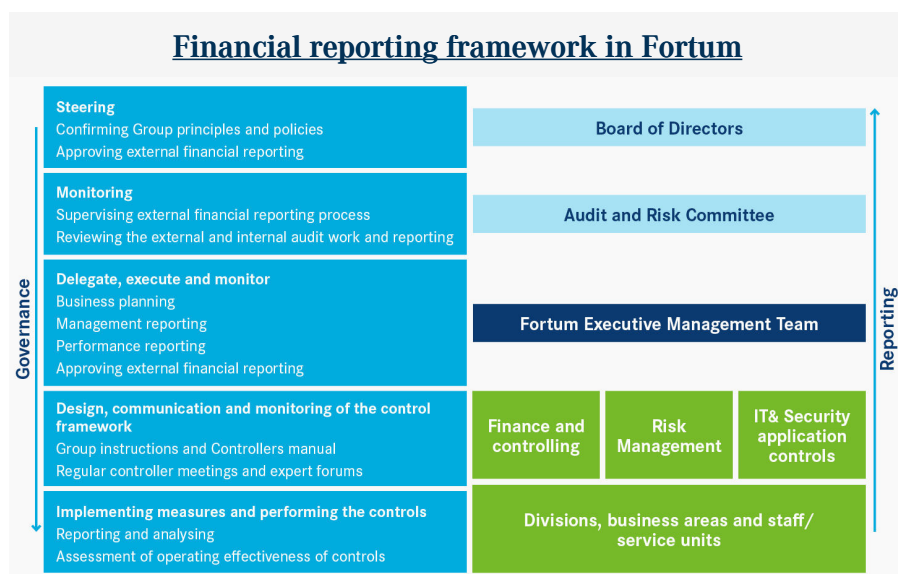 Financial reporting framework in Fortum
Steering
Confirming Group principles and policies
Approving external financial reporting
Board of Directors
Monitoring
Supervising external financial reporting process
Reviewing the external and internal audit work and reporting
Audit and Risk Committee
Delegate, execute and monitor
Business planning
Management reporting
Performance reporting
Approving external financial reporting
Fortum Executive Management Team
Design, communication and monitoring of the control
framework
Group instructions and Controllers manual
Regular controller meetings and expert forums
Finance and
controlling
Risk
Management
IT& Security
application
controls
Implementing measures and performing the controls
Reporting and analysing
Assessment of operating effectiveness of controls
Divisions, business areas and staff/
service units
Governance
Reporting